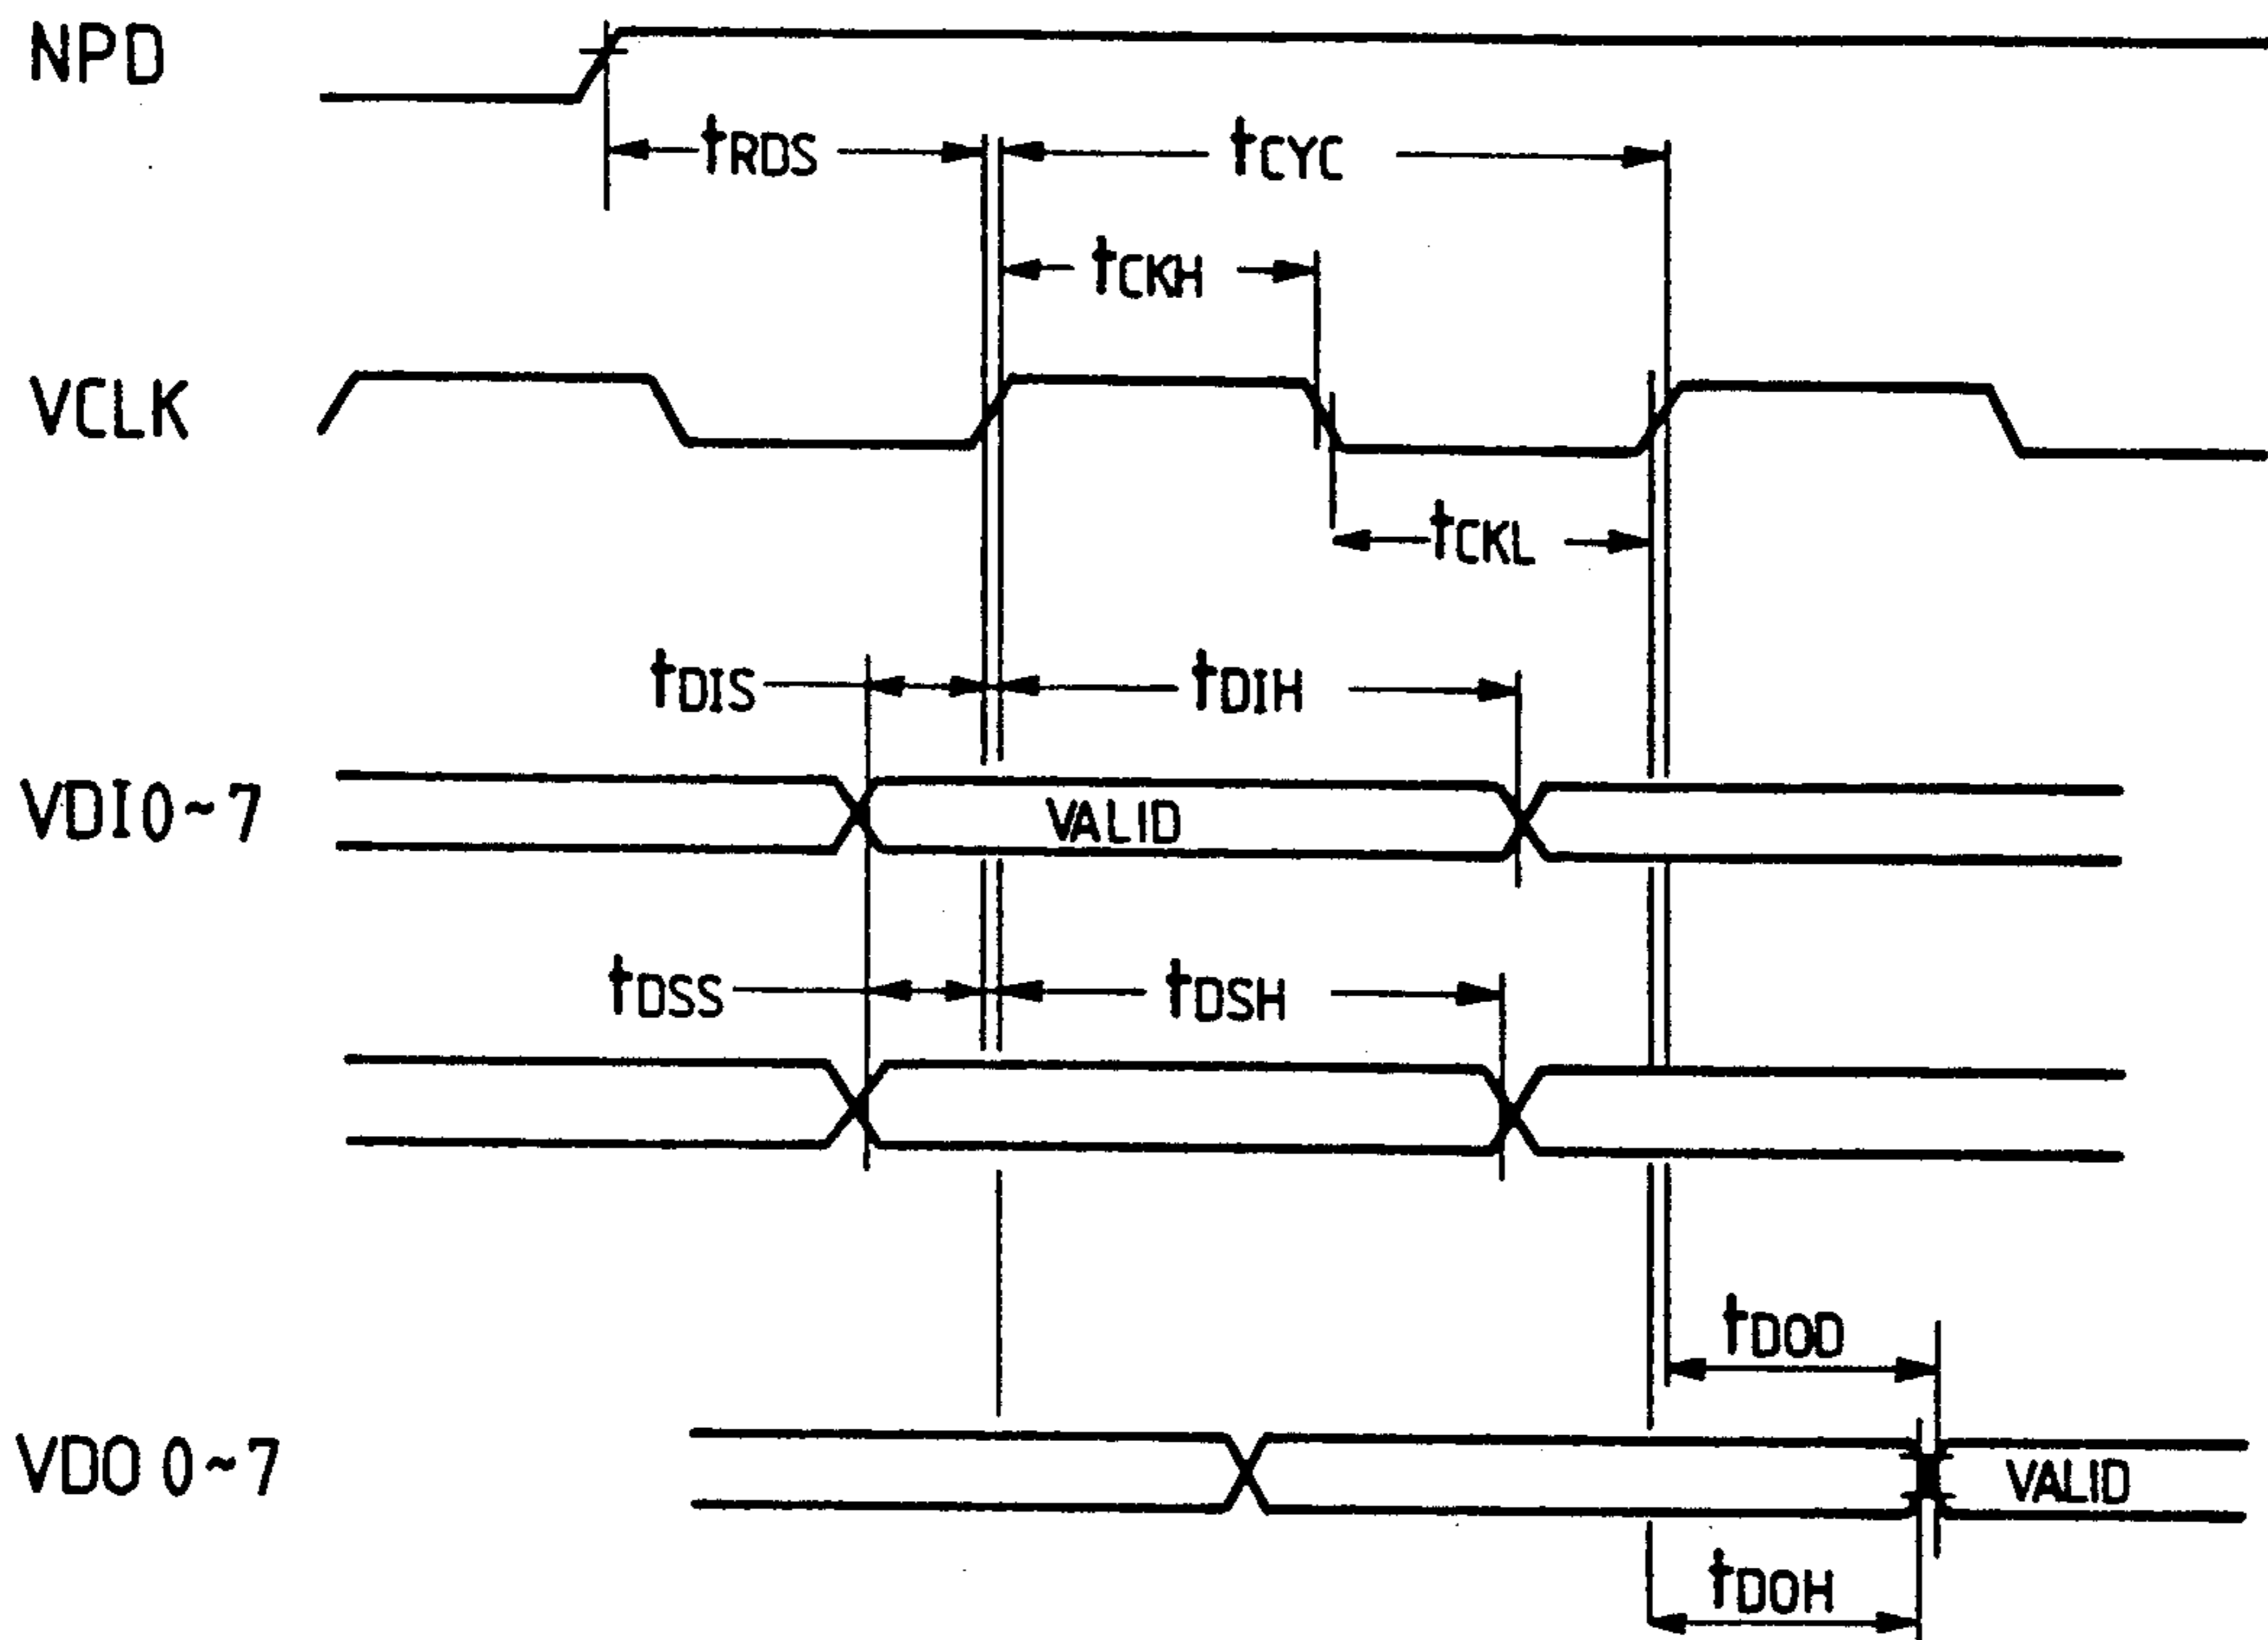 NPD
tRDS
tCYC
tCKH
VCLK
tCKL
tDIS
tDIH
VDI0~7
VALID
tDSS
tDSH
tDOD
VDO 0~7
VALID
tDOH